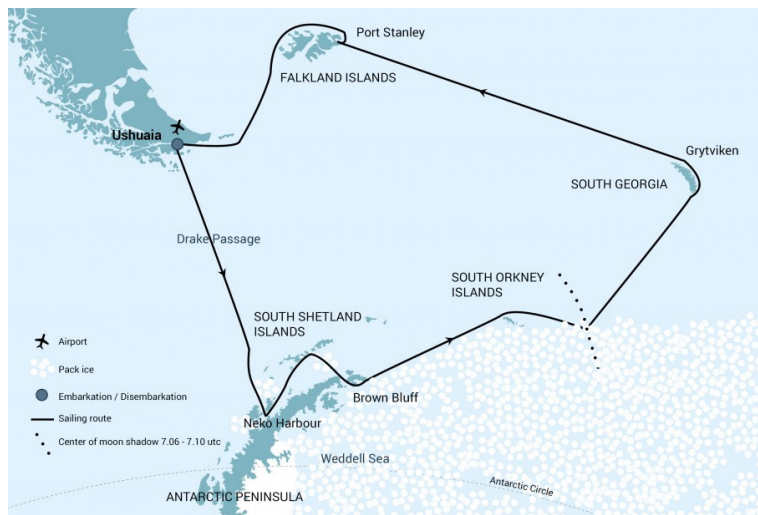 Port Stanley
FALKLAND ISLANDS
Ushuaia
Grytviken
SOUTH GEORGIA
Drake Passage
SOUTH ORKNEY
ISLANDS
SOUTH SHETLAND
ISLANDS
Airport
Pack ice
Embarkation / Disembarkation
Sailing route
Center of moon shadow 7.06 - 7.10 utc
Brown Bluff
Neko Harbour
Weddell Sea
Antarctic Circle
ANTARCTIC PENINSULA